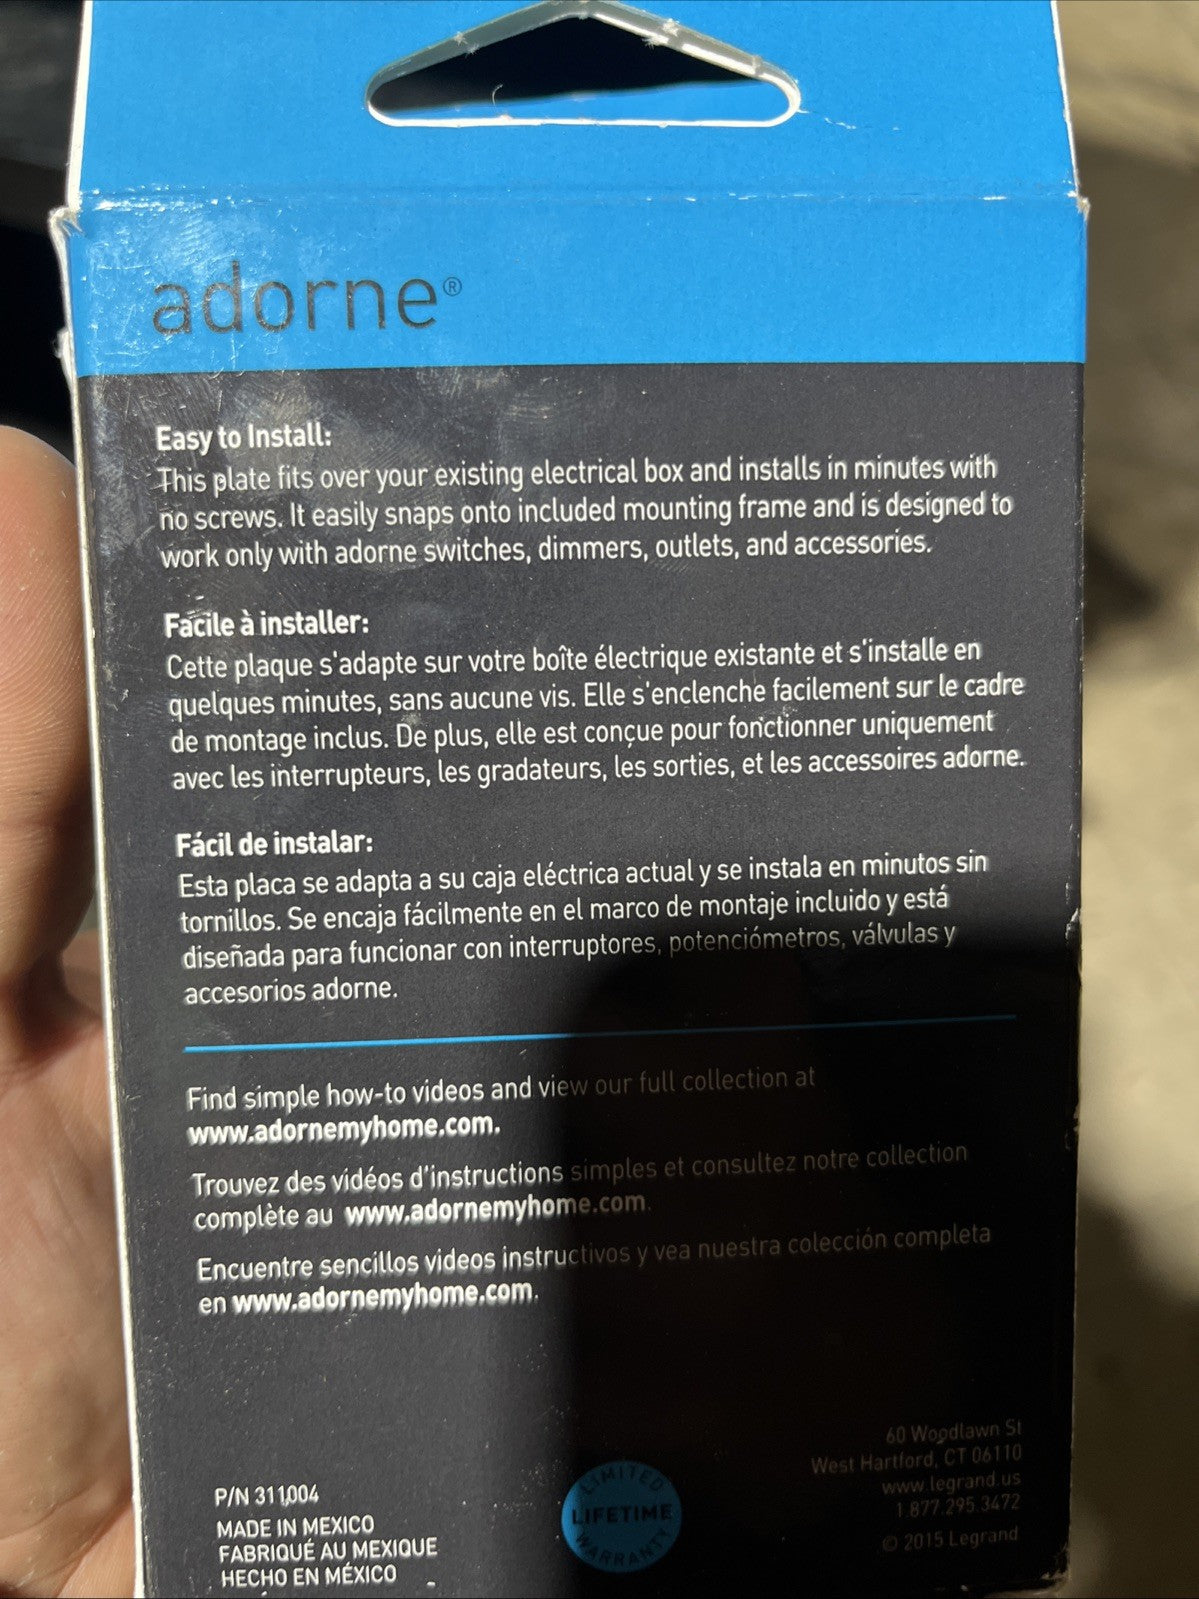 adorne®
Easy to Install:
This plate fits over your existing electrical box and installs in minutes with
no screws. It easily snaps onto included mounting frame and is designed to
work only with adorne switches, dimmers, outlets, and accessories.
Facile à installer:
Cette plaque s'adapte sur votre boîte électrique existante et s'installe en
quelques minutes, sans aucune vis. Elle s'enclenche facilement sur le cadre
de montage inclus. De plus, elle est conçue pour fonctionner uniquement
avec les interrupteurs, les gradateurs, les sorties, et les accessoires adorne.
Fácil de instalar:
Esta placa se adapta a su caja eléctrica actual y se instala en minutos sin
tornillos. Se encaja fácilmente en el marco de montaje incluido y está
diseñada para funcionar con interruptores, potenciómetros, válvulas y
accesorios adorne.
Find simple how-to videos and view our full collection at
www.adornemyhome.com.
Trouvez des vidéos d'instructions simples et consultez notre collection
complète au www.adornemyhome.com.
Encuentre sencillos videos instructivos y vea nuestra colección completa
en www.adornemyhome.com.
P/N 311004
MADE IN MEXICO
FABRIQUÉ AU MEXIQUE
HECHO EN MÉXICO
LIMITED
LIFETIME
WARRANTY
60 Woodlawn St
West Hartford, CT 06110
www.legrand.us
1.877.295.3472
© 2015 Legrand